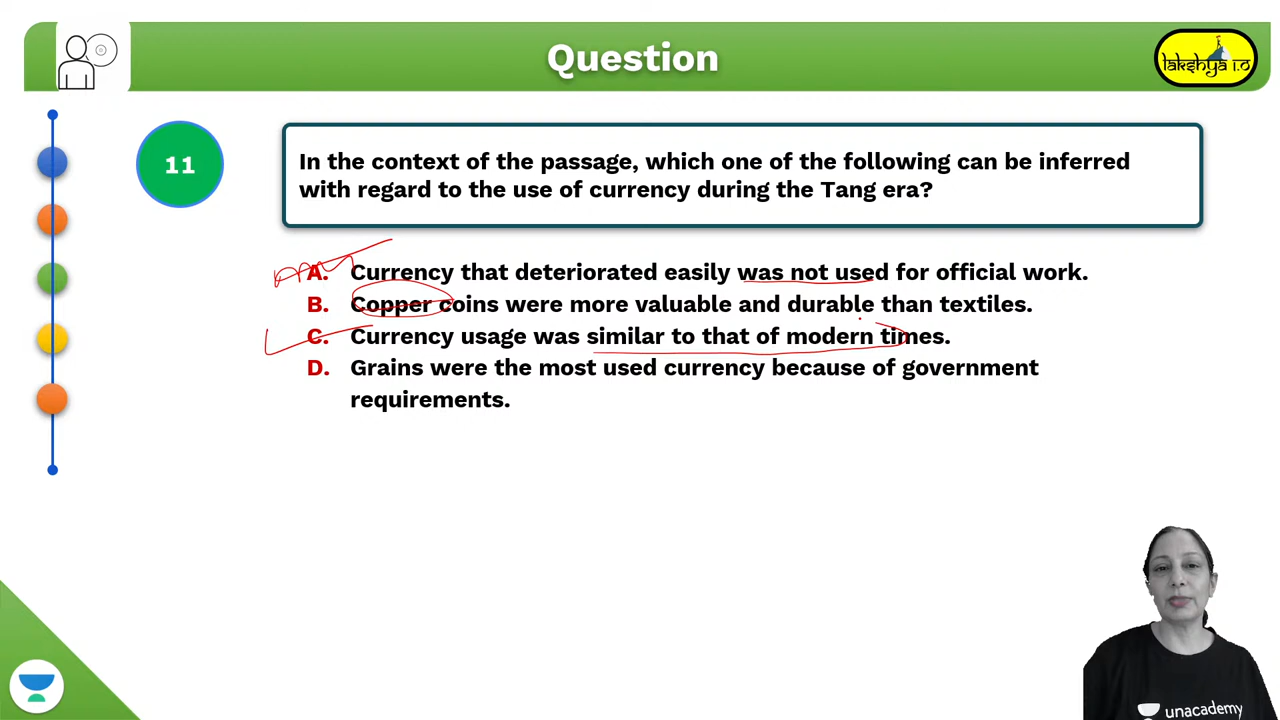 Question
lakshya 1.0
11
In the context of the passage, which one of the following can be inferred
with regard to the use of currency during the Tang era?
A. Currency that deteriorated easily was not used for official work.
B. Copper coins were more valuable and durable than textiles.
C. Currency usage was similar to that of modern times.
D. Grains were the most used currency because of government
requirements.
unacademy